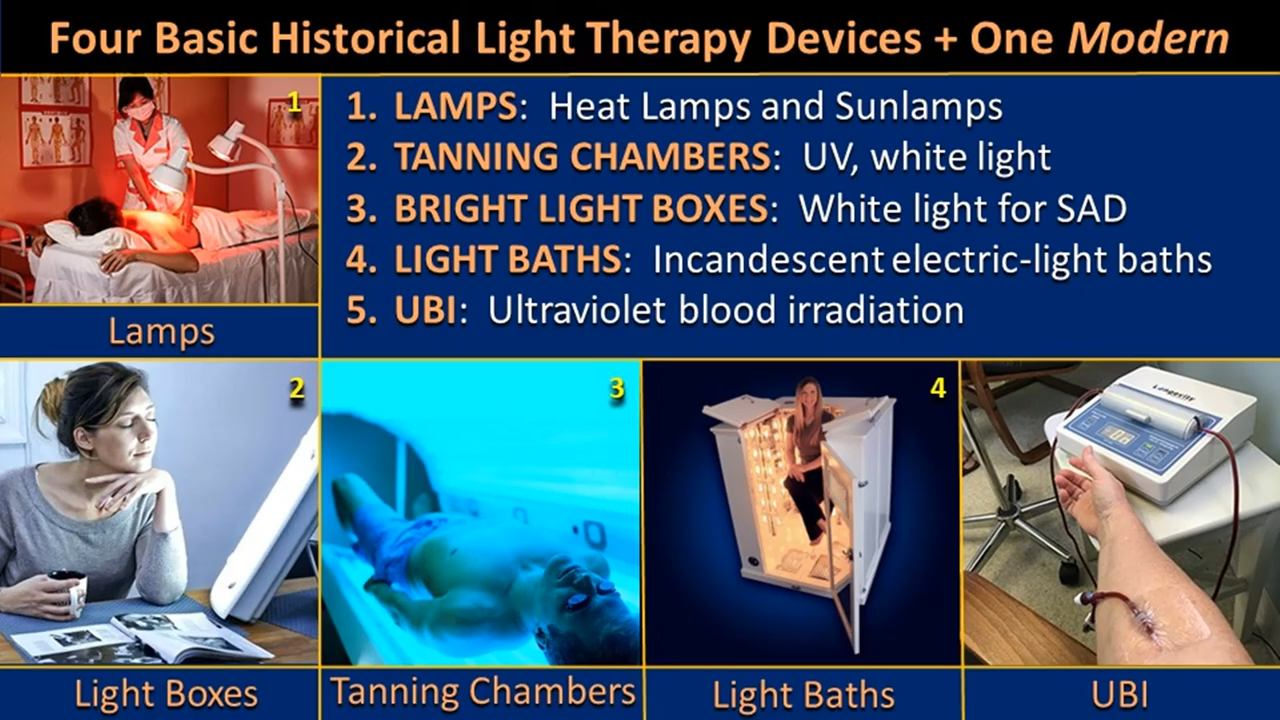 Four Basic Historical Light Therapy Devices + One Modern
1
1. LAMPS: Heat Lamps and Sunlamps
2. TANNING CHAMBERS: UV, white light
3. BRIGHT LIGHT BOXES: White light for SAD
4. LIGHT BATHS: Incandescent electric-light baths
5. UBI: Ultraviolet blood irradiation
Lamps
2
3
4
Longevity
Light Boxes
Tanning Chambers
Light Baths
UBI